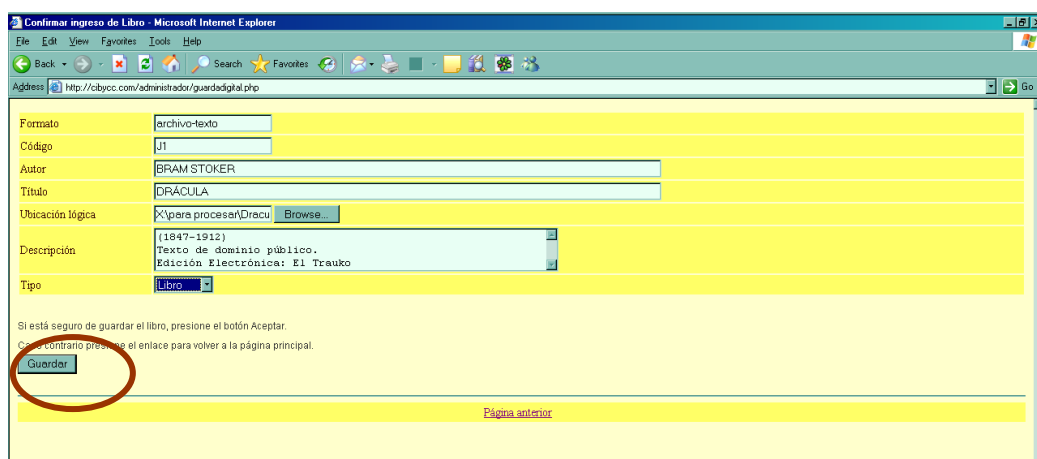 Confirmar ingreso de Libro - Microsoft Internet Explorer
File Edit View Favorites Tools Help
Back Search Favorites
Address http://cibycc.com/administrador/guardadigital.php Go
Formato archivo-texto
Código J1
Autor BRAM STOKER
Título DRÁCULA
Ubicación lógica X:\para procesar\Dracu Browse...
Descripción (1847-1912)
Texto de dominio público.
Edición Electrónica: El Trauko
Tipo Libro
Si está seguro de guardar el libro, presione el botón Aceptar.
Caso contrario presione el enlace para volver a la página principal.
Guardar
Página anterior